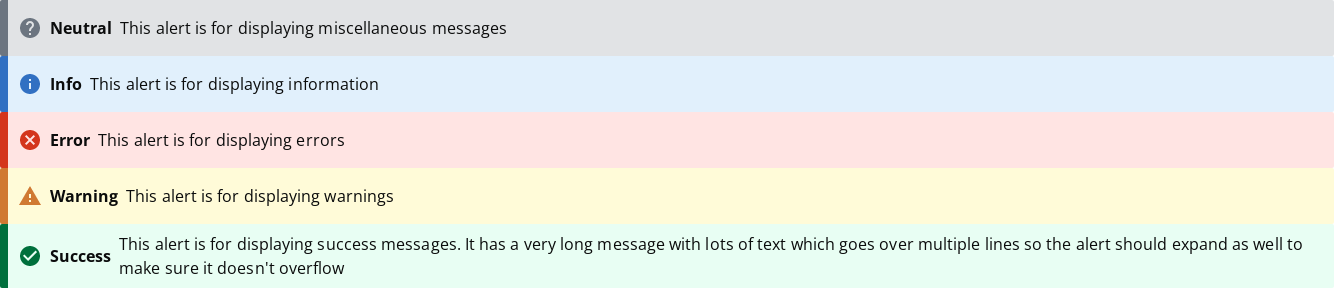 Neutral This alert is for displaying miscellaneous messages
Info This alert is for displaying information
Error This alert is for displaying errors
Warning This alert is for displaying warnings
Success This alert is for displaying success messages. It has a very long message with lots of text which goes over multiple lines so the alert should expand as well to
make sure it doesn't overflow